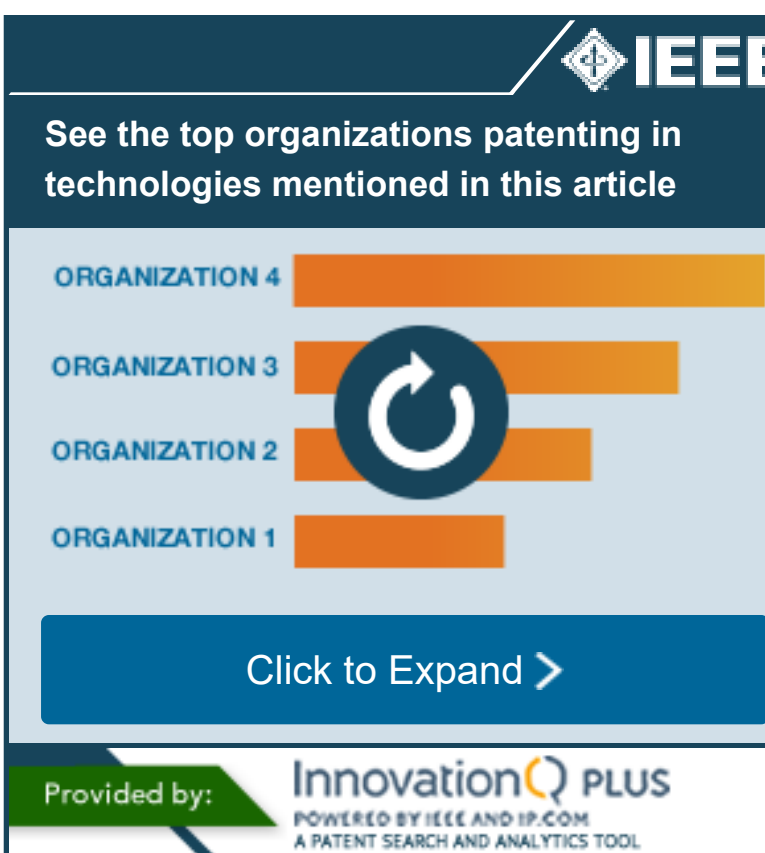 IEEE
See the top organizations patenting in
technologies mentioned in this article
ORGANIZATION 4
ORGANIZATION 3
ORGANIZATION 2
ORGANIZATION 1
Click to Expand >
Provided by:
InnovationQ PLUS
POWERED BY IEEE AND IP.COM
A PATENT SEARCH AND ANALYTICS TOOL